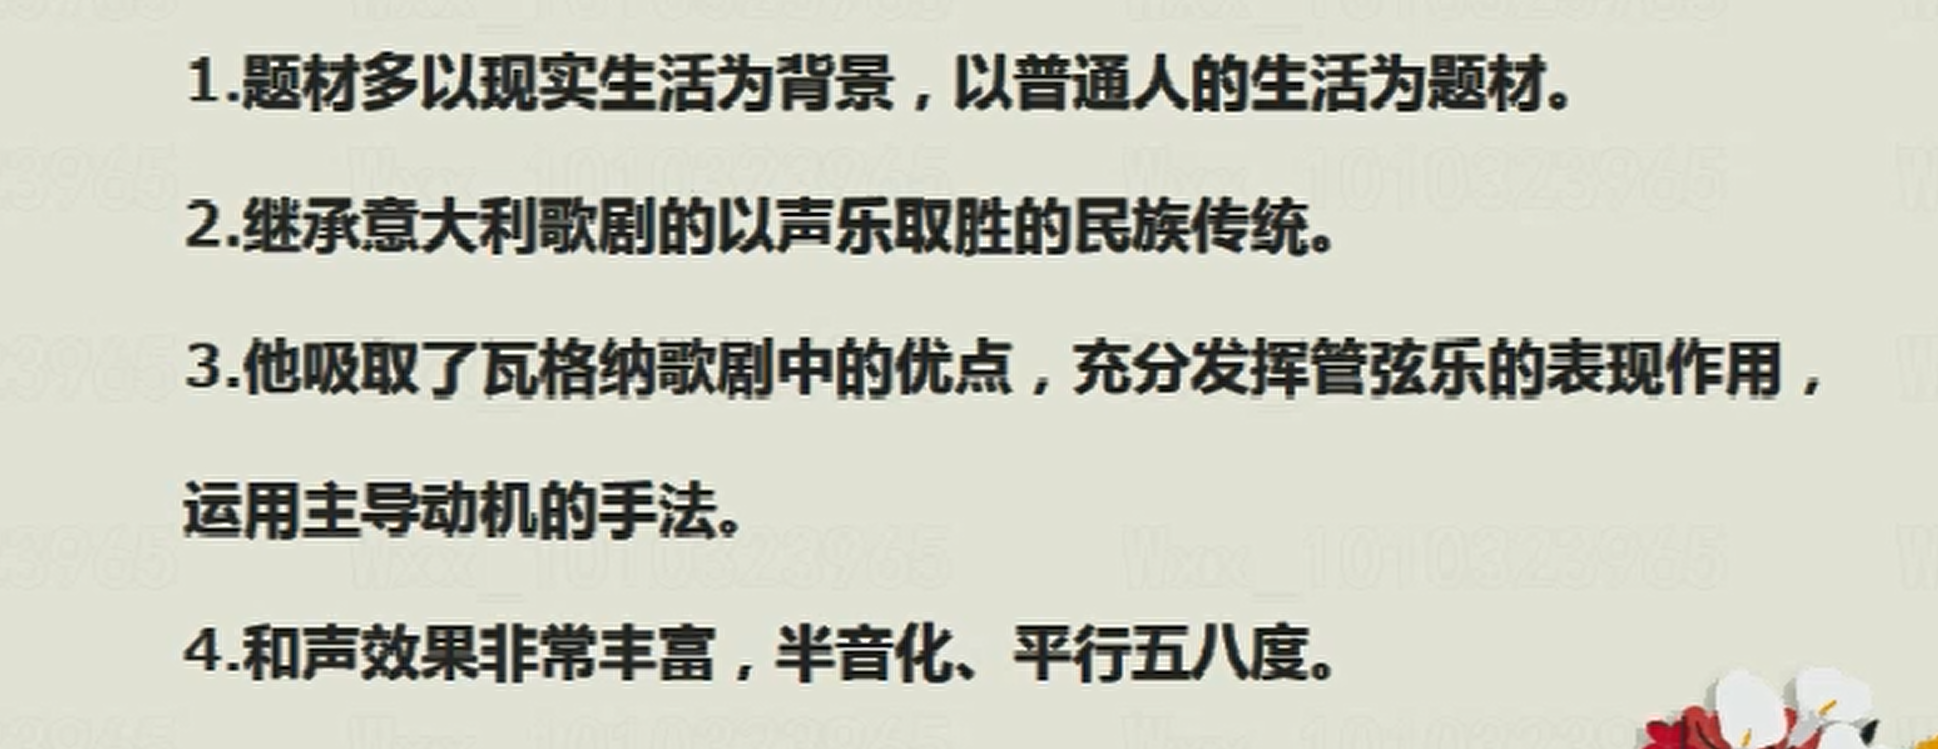 1.题材多以现实生活为背景，以普通人的生活为题材。
2.继承意大利歌剧的以声乐取胜的民族传统。
3.他吸取了瓦格纳歌剧中的优点，充分发挥管弦乐的表现作用，
运用主导动机的手法。
4.和声效果非常丰富，半音化、平行五八度。
Wxx_1010323965